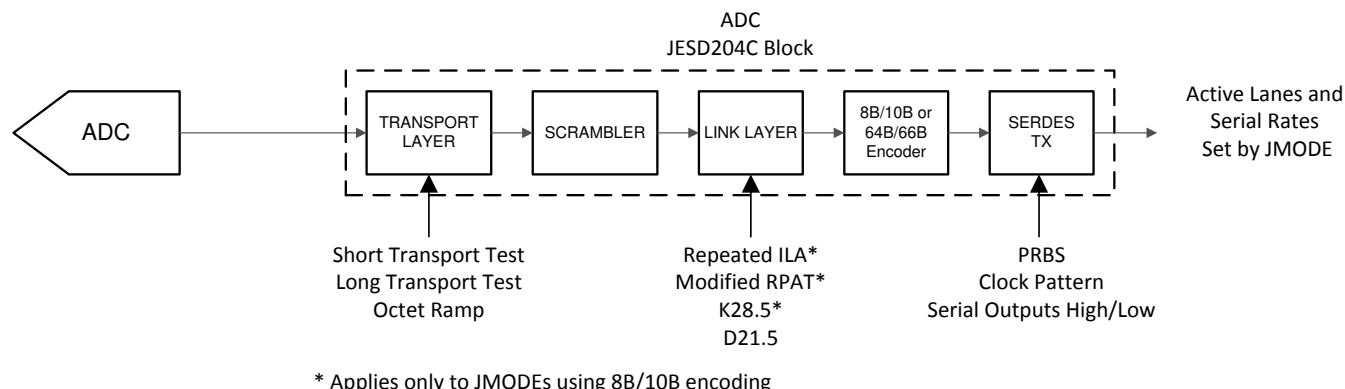 ADC
JESD204C Block
ADC
TRANSPORT
LAYER
SCRAMBLER
LINK LAYER
8B/10B or
64B/66B
Encoder
SERDES
TX
Active Lanes and
Serial Rates
Set by JMODE
Short Transport Test
Long Transport Test
Octet Ramp
Repeated ILA*
Modified RPAT*
K28.5*
D21.5
PRBS
Clock Pattern
Serial Outputs High/Low
* Applies only to JMODEs using 8B/10B encoding